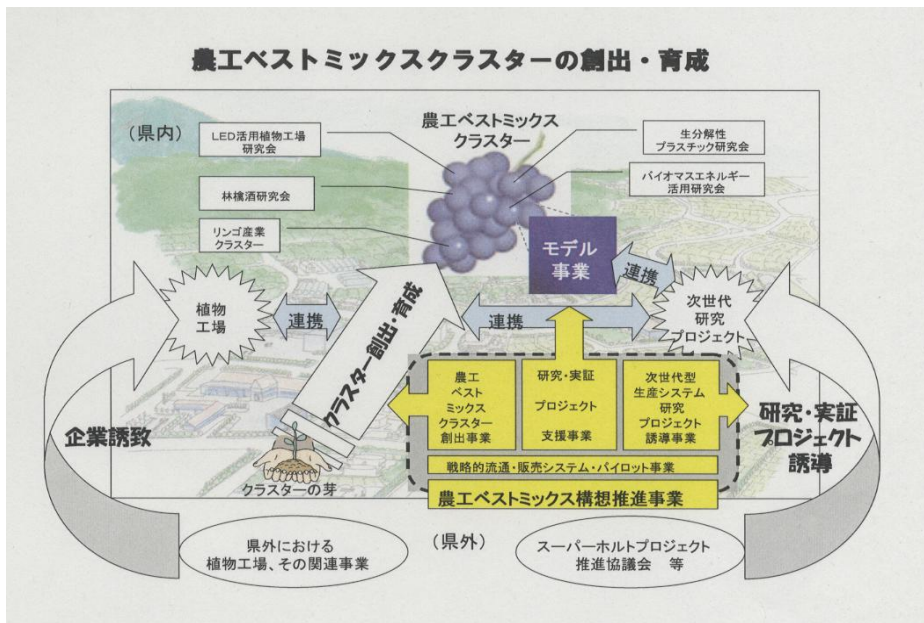 農工ベストミックスクラスターの創出・育成
(県内)
LED活用植物工場
研究会
林檎酒研究会
リンゴ産業
クラスター
農工ベストミックス
クラスター
生分解性
プラスチック研究会
バイオマスエネルギー
活用研究会
モデル
事業
連携
植物
工場
連携
クラスター創出・育成
連携
次世代
研究
プロジェクト
農工
ベスト
ミックス
クラスター
創出事業
研究・実証
プロジェクト
支援事業
次世代型
生産システム
研究
プロジェクト
誘導事業
企業誘致
研究・実証
プロジェクト
誘導
クラスターの芽
戦略的流通・販売システム・パイロット事業
農工ベストミックス構想推進事業
(県外)
県外における
植物工場、その関連事業
スーパーホルトプロジェクト
推進協議会 等